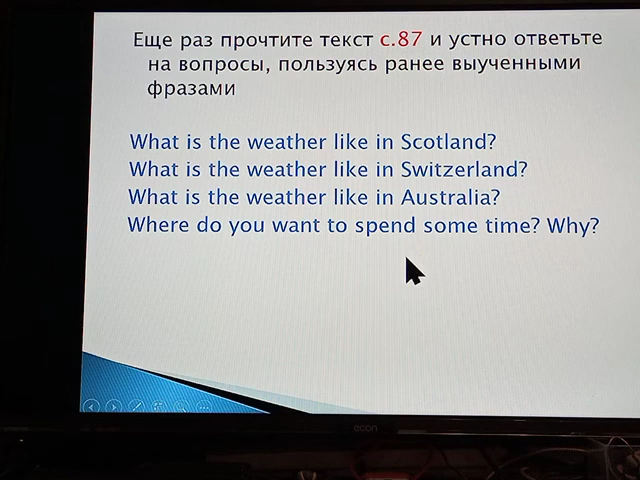 Еще раз прочтите текст с.87 и устно ответьте
на вопросы, пользуясь ранее выученными
фразами
What is the weather like in Scotland?
What is the weather like in Switzerland?
What is the weather like in Australia?
Where do you want to spend some time? Why?
econ